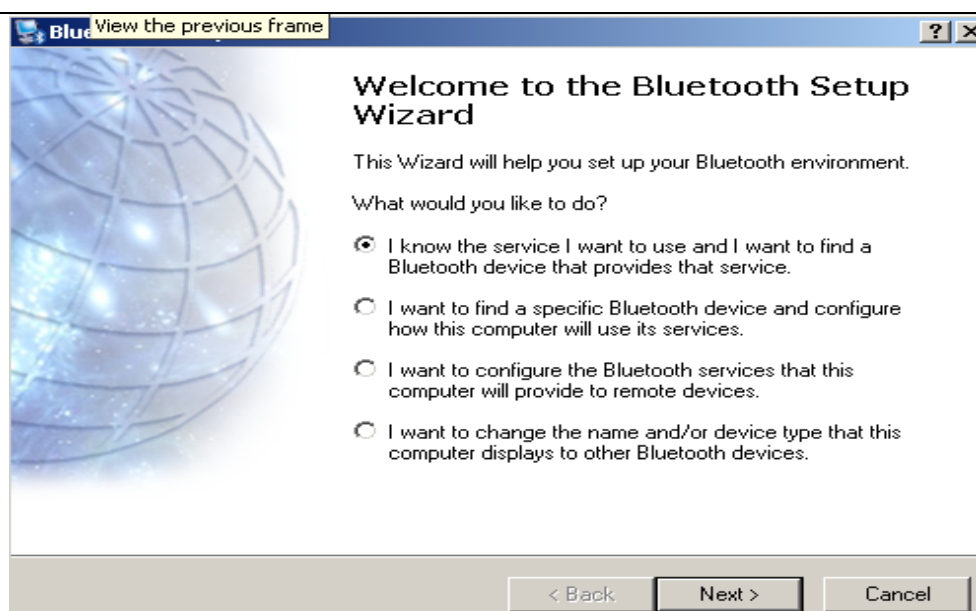 Blue
View the previous frame
?
Welcome to the Bluetooth Setup
Wizard
This Wizard will help you set up your Bluetooth environment.
What would you like to do?
I know the service I want to use and I want to find a
Bluetooth device that provides that service.
I want to find a specific Bluetooth device and configure
how this computer will use its services.
I want to configure the Bluetooth services that this
computer will provide to remote devices.
I want to change the name and/or device type that this
computer displays to other Bluetooth devices.
< Back
Next >
Cancel